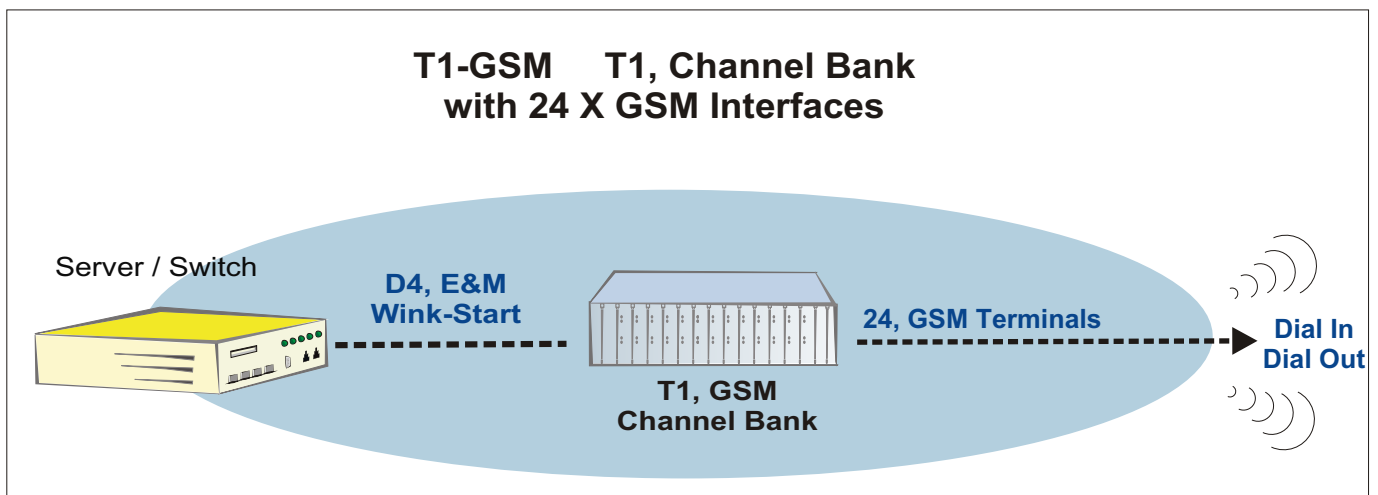 T1-GSM T1, Channel Bank
with 24 X GSM Interfaces
Server / Switch
D4, E&M
Wink-Start
24, GSM Terminals
Dial In
Dial Out
T1, GSM
Channel Bank